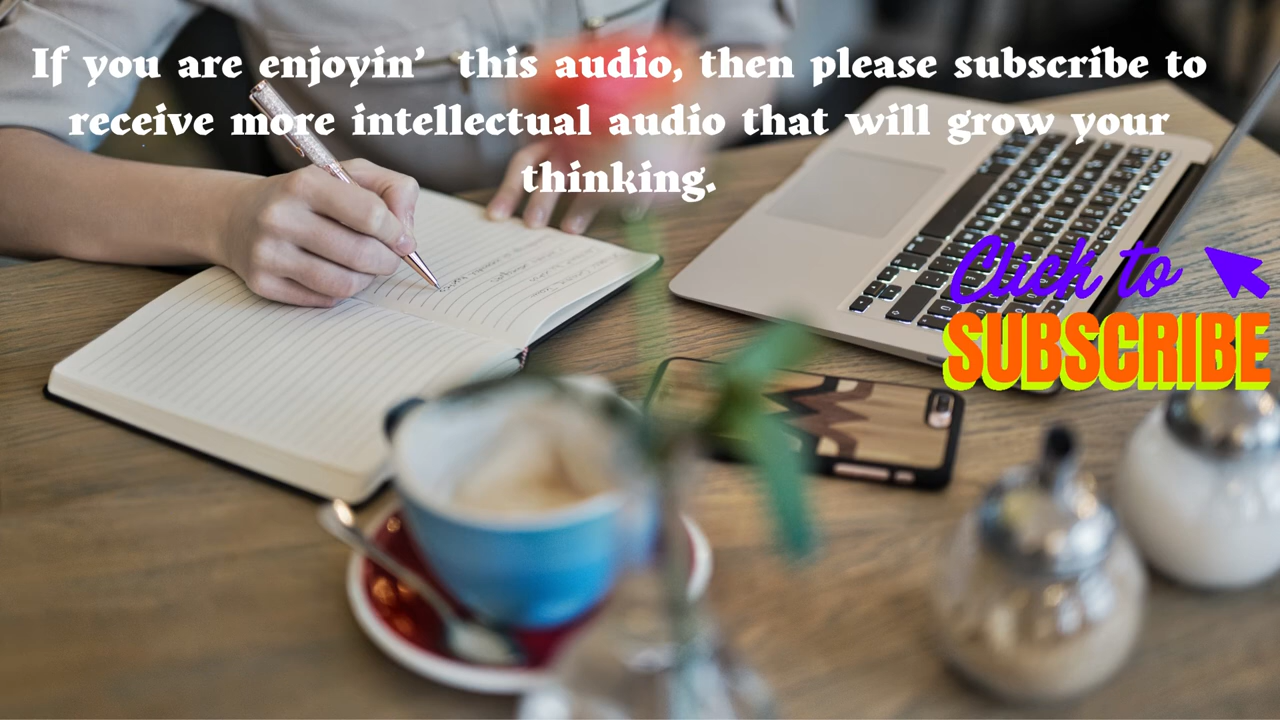 If you are enjoyin' this audio, then please subscribe to
receive more intellectual audio that will grow your
thinking.
Click to
SUBSCRIBE